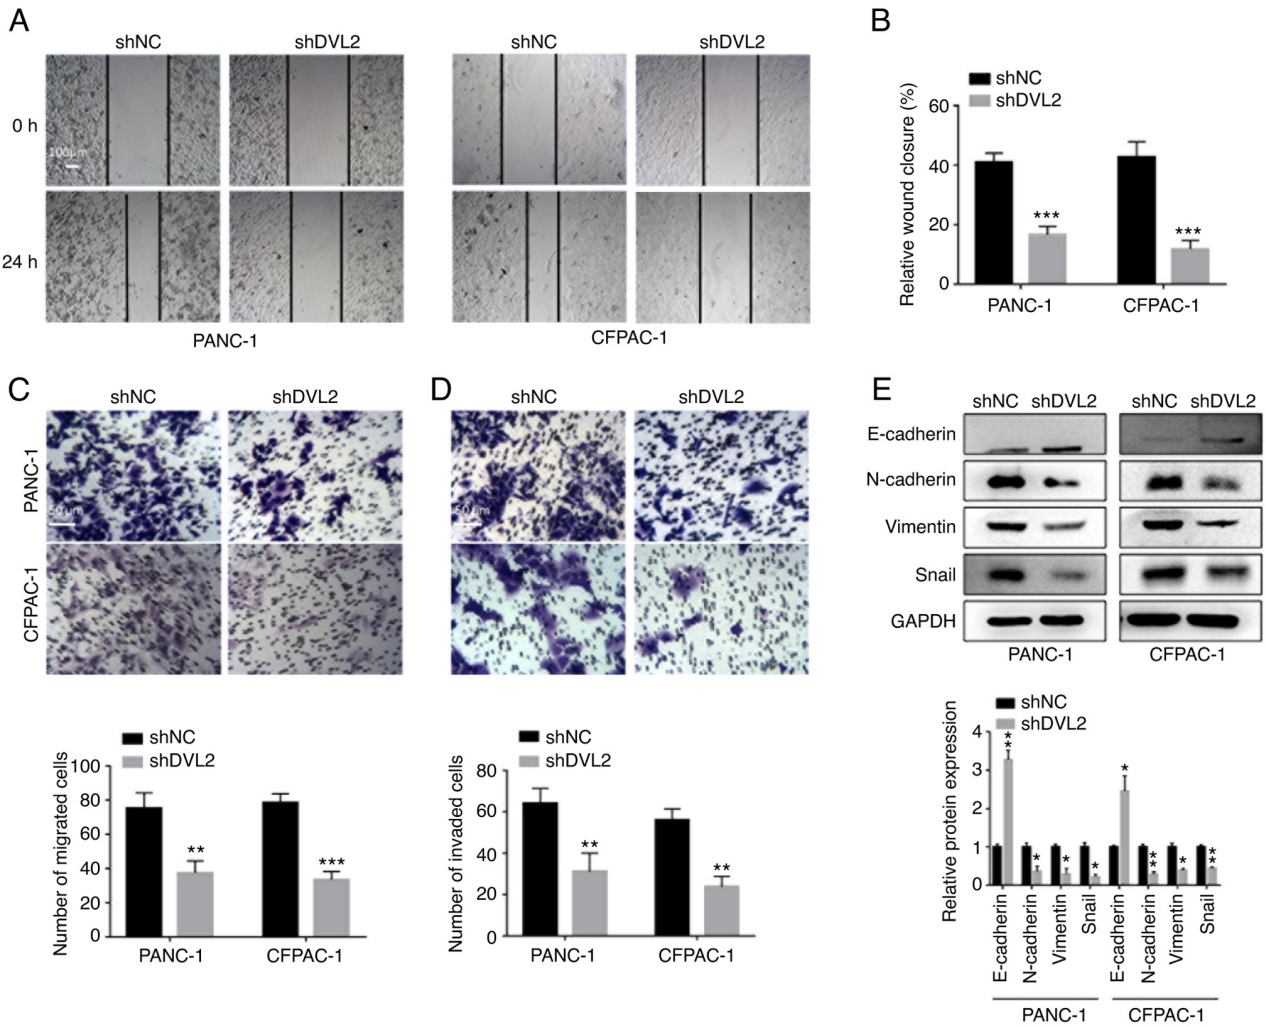 A
shNC shDVL2 shNC shDVL2
0 h
100µm
24 h
PANC-1 CFPAC-1
B
shNC
shDVL2
Relative wound closure (%)
60
40
20
0
*** ***
PANC-1 CFPAC-1
C
shNC shDVL2
PANC-1
50 µm
CFPAC-1
shNC
shDVL2
Number of migrated cells
100
80
60
40
20
0
** ***
PANC-1 CFPAC-1
D
shNC shDVL2
50 µm
shNC
shDVL2
Number of invaded cells
80
60
40
20
0
** **
PANC-1 CFPAC-1
E
shNC shDVL2 shNC shDVL2
E-cadherin
N-cadherin
Vimentin
Snail
GAPDH
PANC-1 CFPAC-1
shNC
shDVL2
Relative protein expression
4
3
2
1
0
** * * * * ** * **
E-cadherin N-cadherin Vimentin Snail E-cadherin N-cadherin Vimentin Snail
PANC-1 CFPAC-1